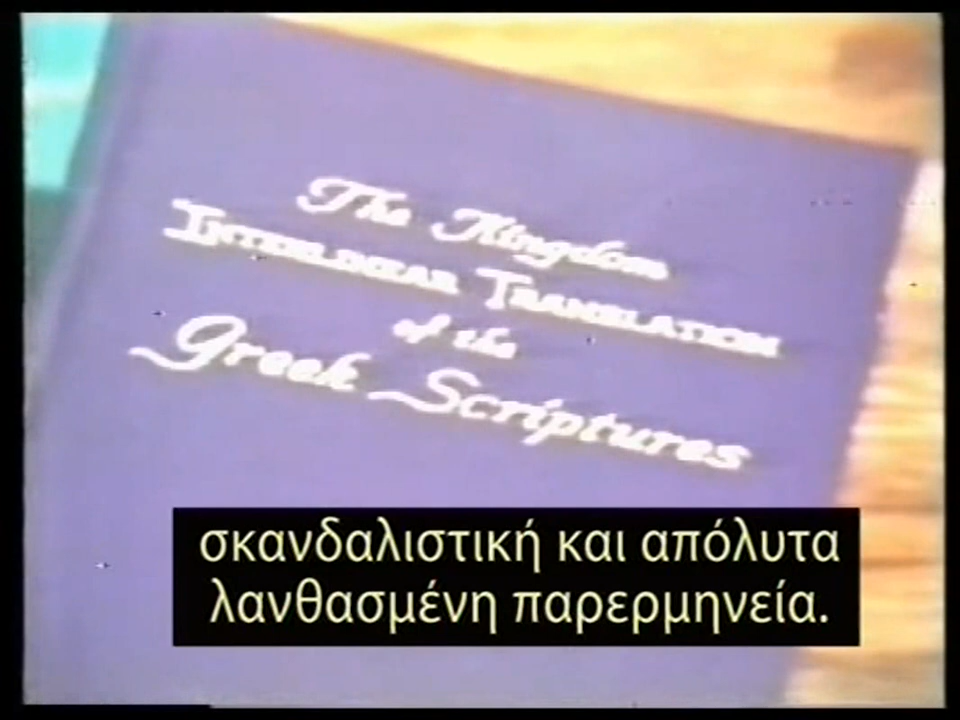 The Kingdom
INTERLINEAR TRANSLATION
of the
Greek Scriptures
σκανδαλιστική και απόλυτα
λανθασμένη παρερμηνεία.